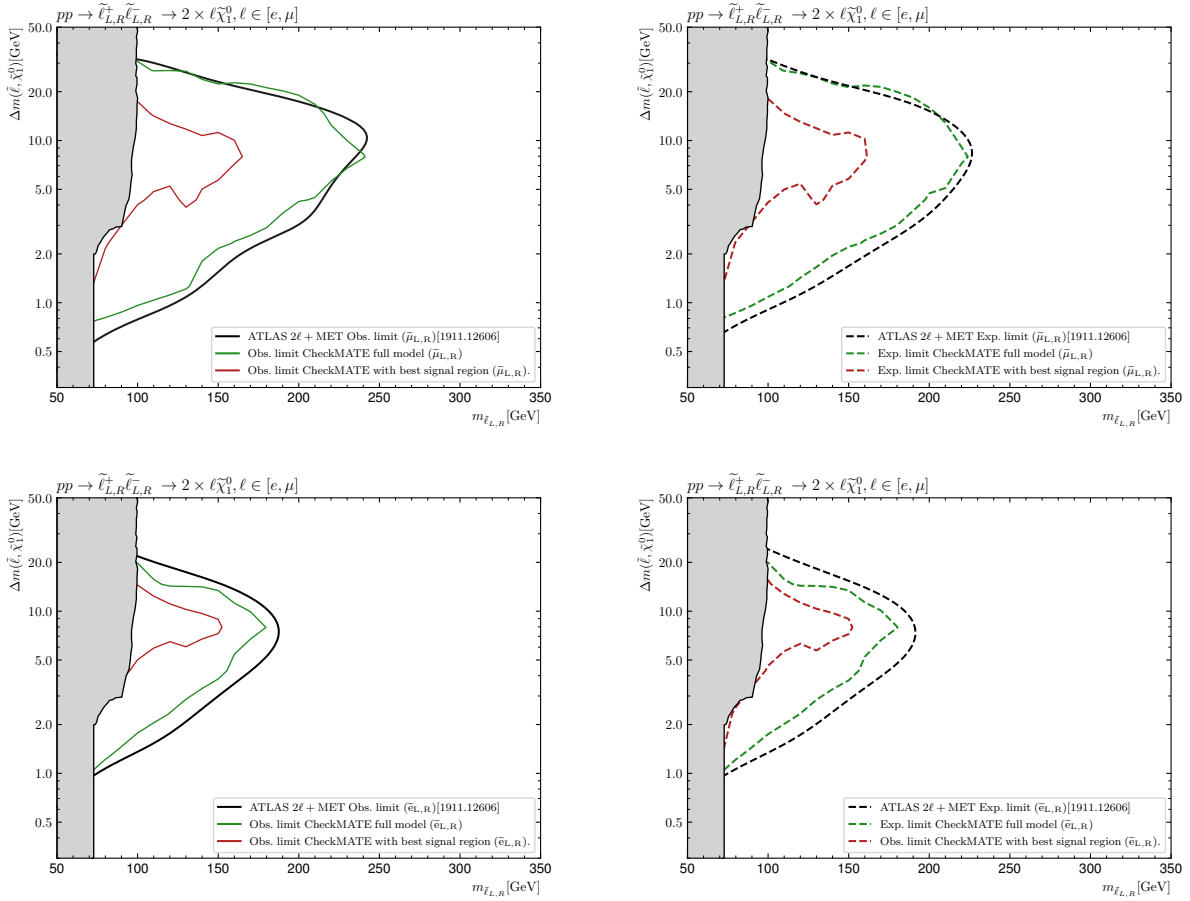 pp → ℓ̃⁺_{L,R} ℓ̃⁻_{L,R} → 2 × ℓχ̃⁰₁, ℓ ∈ [e, μ]
Δm(ℓ̃, χ̃⁰₁)[GeV]
50.0
20.0
10.0
5.0
2.0
1.0
0.5
ATLAS 2ℓ + MET Obs. limit (μ̃_{L,R})[1911.12606]
Obs. limit CheckMATE full model (μ̃_{L,R})
Obs. limit CheckMATE with best signal region (μ̃_{L,R}).
50 100 150 200 250 300 350
m_{ℓ̃_{L,R}}[GeV]
pp → ℓ̃⁺_{L,R} ℓ̃⁻_{L,R} → 2 × ℓχ̃⁰₁, ℓ ∈ [e, μ]
Δm(ℓ̃, χ̃⁰₁)[GeV]
50.0
20.0
10.0
5.0
2.0
1.0
0.5
ATLAS 2ℓ + MET Exp. limit (μ̃_{L,R})[1911.12606]
Exp. limit CheckMATE full model (μ̃_{L,R})
Exp. limit CheckMATE with best signal region (μ̃_{L,R}).
50 100 150 200 250 300 350
m_{ℓ̃_{L,R}}[GeV]
pp → ℓ̃⁺_{L,R} ℓ̃⁻_{L,R} → 2 × ℓχ̃⁰₁, ℓ ∈ [e, μ]
Δm(ℓ̃, χ̃⁰₁)[GeV]
50.0
20.0
10.0
5.0
2.0
1.0
0.5
ATLAS 2ℓ + MET Obs. limit (ẽ_{L,R})[1911.12606]
Obs. limit CheckMATE full model (ẽ_{L,R})
Obs. limit CheckMATE with best signal region (ẽ_{L,R}).
50 100 150 200 250 300 350
m_{ℓ̃_{L,R}}[GeV]
pp → ℓ̃⁺_{L,R} ℓ̃⁻_{L,R} → 2 × ℓχ̃⁰₁, ℓ ∈ [e, μ]
Δm(ℓ̃, χ̃⁰₁)[GeV]
50.0
20.0
10.0
5.0
2.0
1.0
0.5
ATLAS 2ℓ + MET Exp. limit (ẽ_{L,R})[1911.12606]
Exp. limit CheckMATE full model (ẽ_{L,R})
Obs. limit CheckMATE with best signal region (ẽ_{L,R}).
50 100 150 200 250 300 350
m_{ℓ̃_{L,R}}[GeV]